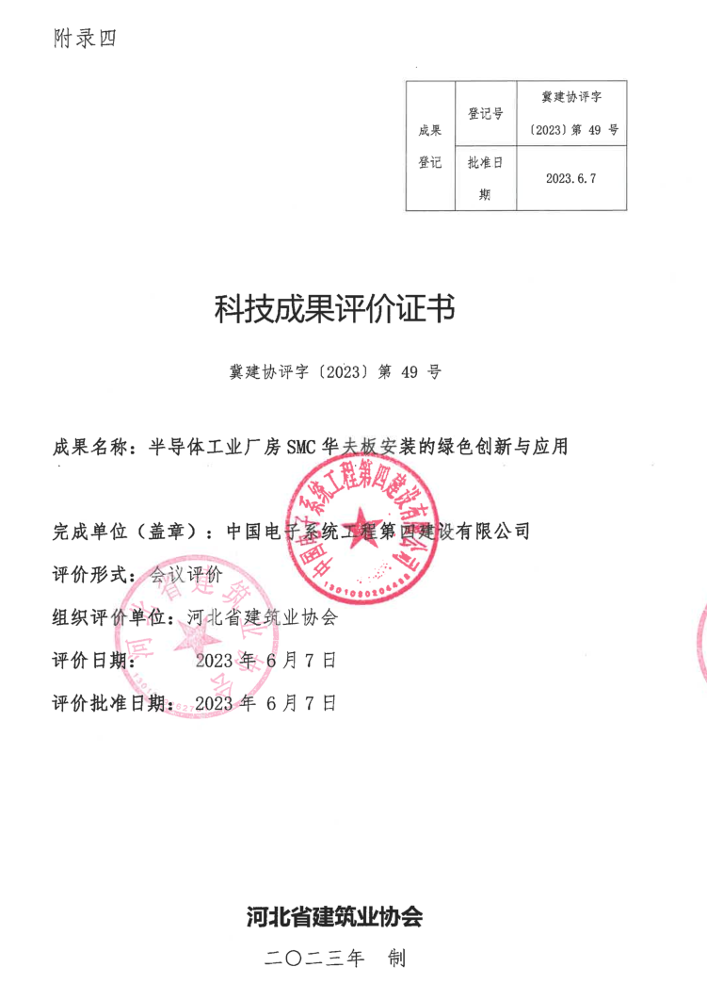 附录四
成果登记
登记号
冀建协评字
〔2023〕第 49 号
批准日期
2023.6.7
科技成果评价证书
冀建协评字〔2023〕第 49 号
成果名称：半导体工业厂房 SMC 华夫板安装的绿色创新与应用
完成单位（盖章）：中国电子系统工程第四建设有限公司
中国电子系统工程第四建设有限公司
评价形式：会议评价
组织评价单位：河北省建筑业协会
河北省建筑业协会
评价日期： 2023 年 6 月 7 日
评价批准日期： 2023 年 6 月 7 日
河北省建筑业协会
二〇二三年 制